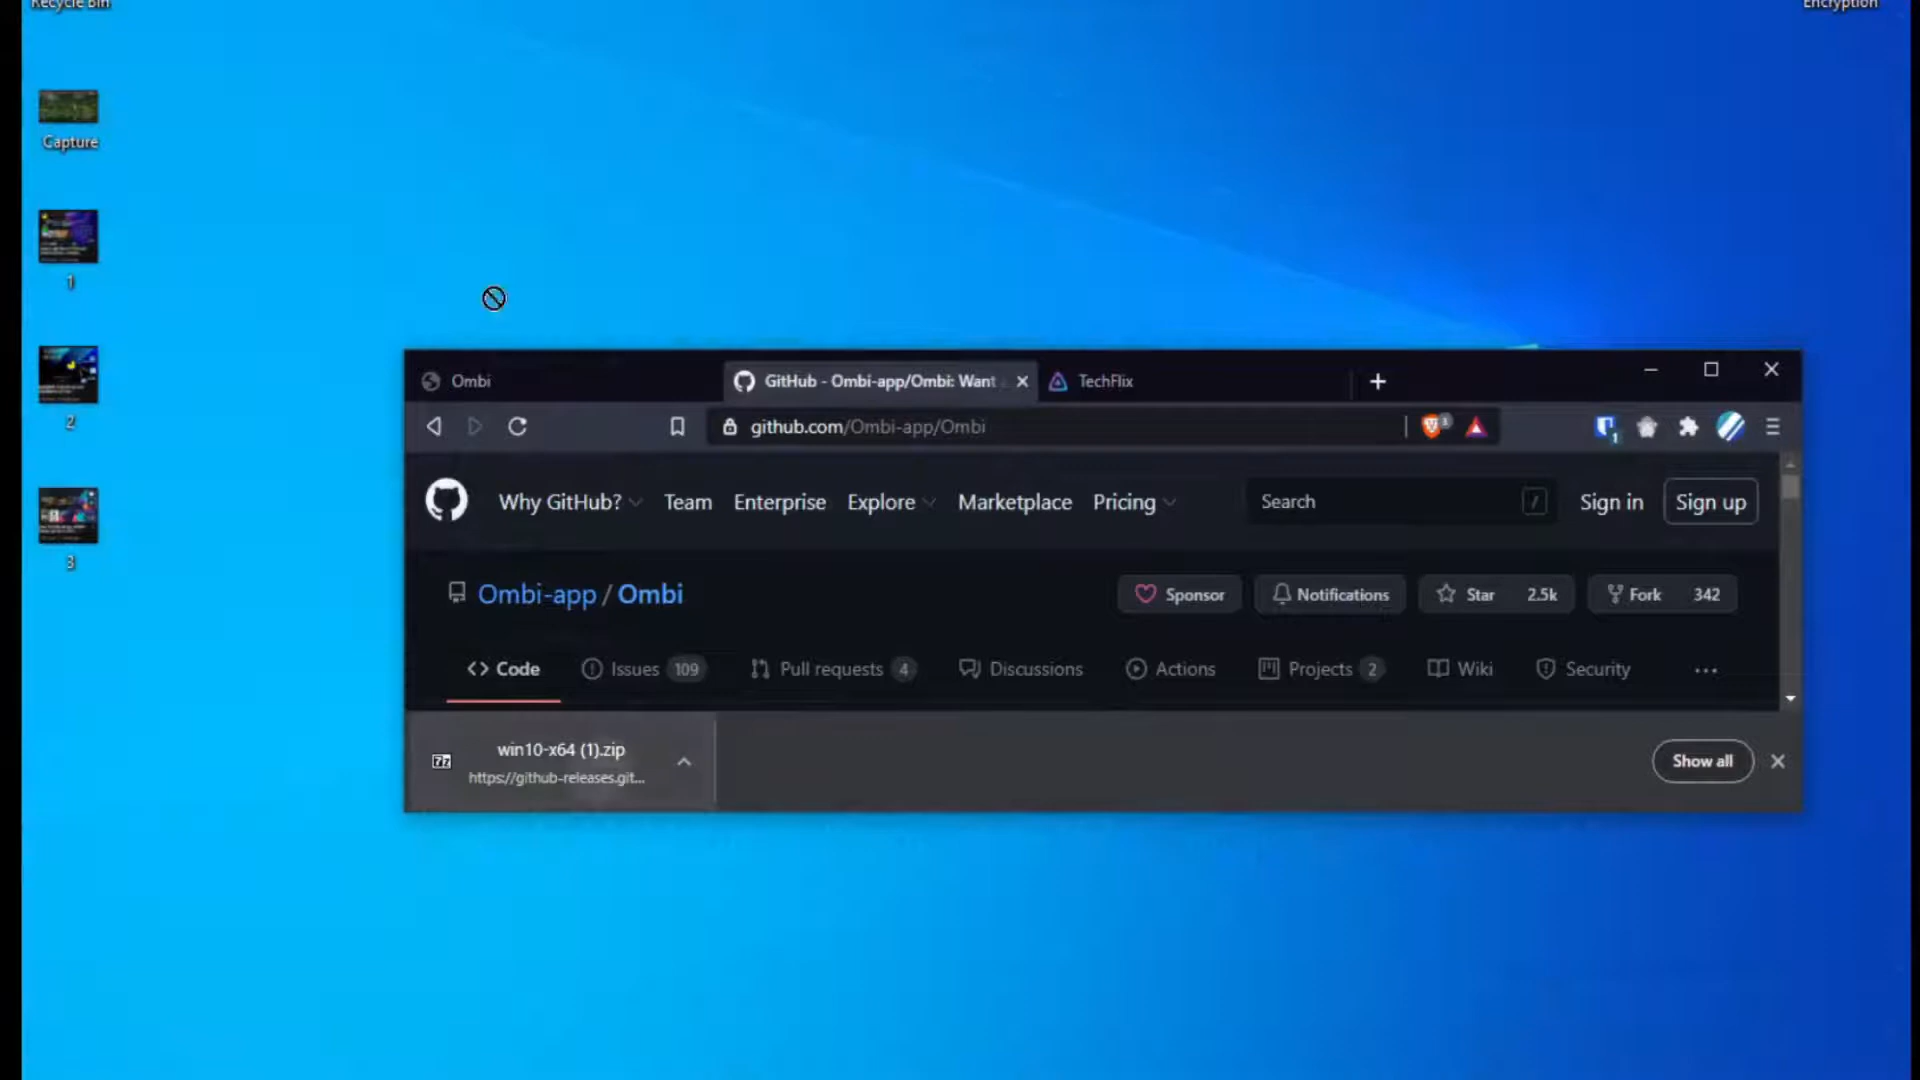 Recycle Bin
Encryption
Capture
1
2
3
Ombi
GitHub - Ombi-app/Ombi: Want
TechFlix
github.com/Ombi-app/Ombi
1
1
Why GitHub?
Team
Enterprise
Explore
Marketplace
Pricing
Search
/
Sign in
Sign up
Ombi-app / Ombi
Sponsor
Notifications
Star 2.5k
Fork 342
<> Code
Issues 109
Pull requests 4
Discussions
Actions
Projects 2
Wiki
Security
...
win10-x64 (1).zip
https://github-releases.git...
Show all